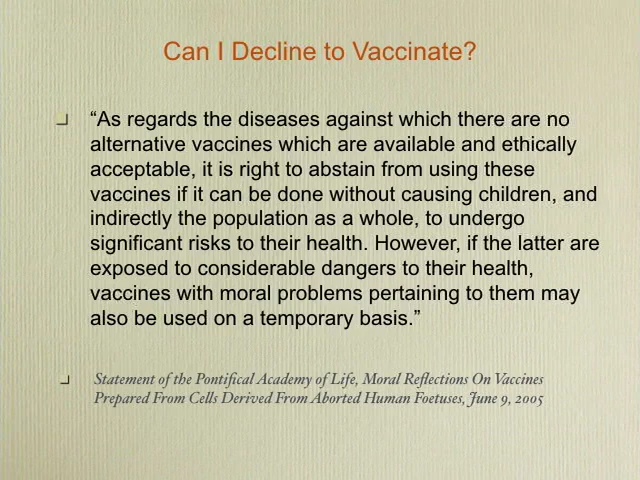 Can I Decline to Vaccinate?
“As regards the diseases against which there are no
alternative vaccines which are available and ethically
acceptable, it is right to abstain from using these
vaccines if it can be done without causing children, and
indirectly the population as a whole, to undergo
significant risks to their health. However, if the latter are
exposed to considerable dangers to their health,
vaccines with moral problems pertaining to them may
also be used on a temporary basis.”
Statement of the Pontifical Academy of Life, Moral Reflections On Vaccines
Prepared From Cells Derived From Aborted Human Foetuses, June 9, 2005